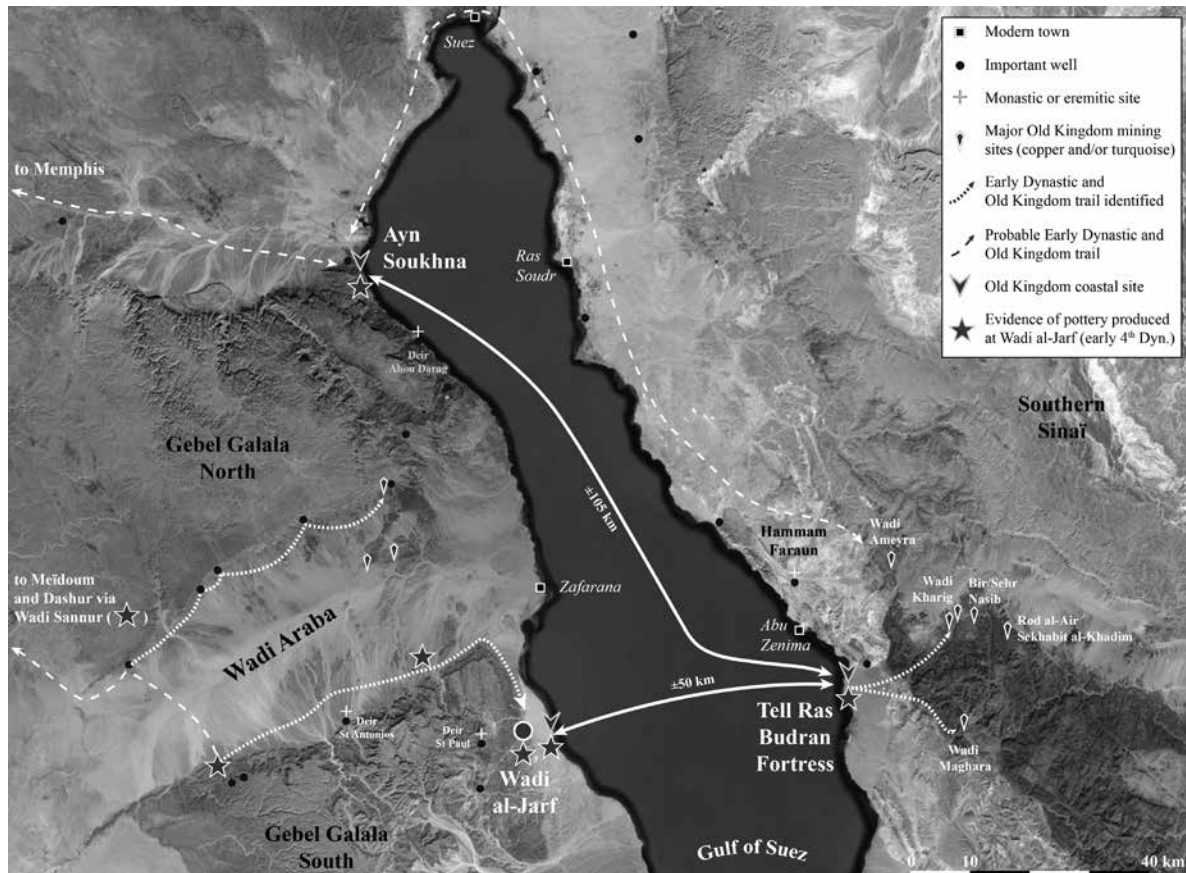 Suez
Modern town
Important well
Monastic or eremitic site
Major Old Kingdom mining
sites (copper and/or turquoise)
Early Dynastic and
Old Kingdom trail identified
Probable Early Dynastic and
Old Kingdom trail
Old Kingdom coastal site
Evidence of pottery produced
at Wadi al-Jarf (early 4th Dyn.)
to Memphis
Ayn
Soukhna
Ras
Soudr
Deir
Abou Darag
Southern
Sinaï
Gebel Galala
North
±105 km
Hammam
Faraun
Wadi
Ameyra
to Meïdoum
and Dashur via
Wadi Sannur ( )
Zafarana
Wadi
Kharig
Bir/Sehr
Nasib
Rod al-Air
Sekhabit al-Khadim
Abu
Zenima
Wadi Araba
±50 km
Deir
St Antonios
Deir
St Paul
Tell Ras
Budran
Fortress
Wadi
Maghara
Wadi
al-Jarf
Gebel Galala
South
Gulf of Suez
0 10 40 km